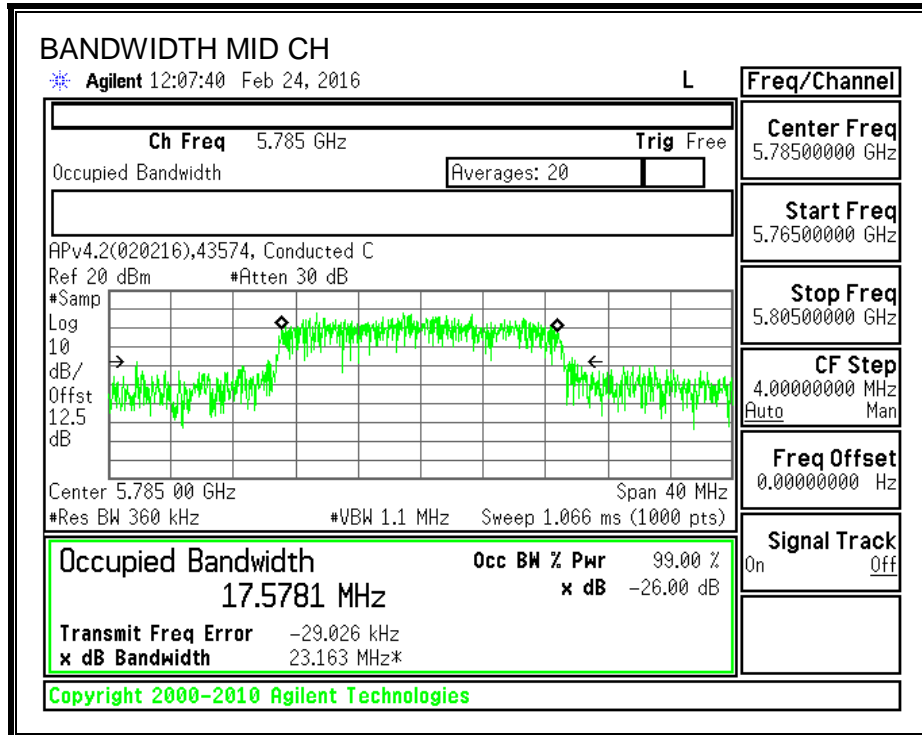 BANDWIDTH MID CH
Agilent 12:07:40 Feb 24, 2016 L
Freq/Channel
Ch Freq 5.785 GHz Trig Free
Occupied Bandwidth Averages: 20
APv4.2(020216),43574, Conducted C
Ref 20 dBm #Atten 30 dB
#Samp
Log
10
dB/
Offst
12.5
dB
Center 5.785 00 GHz Span 40 MHz
#Res BW 360 kHz #VBW 1.1 MHz Sweep 1.066 ms (1000 pts)
Occupied Bandwidth Occ BW % Pwr 99.00 %
17.5781 MHz x dB -26.00 dB
Transmit Freq Error -29.026 kHz
x dB Bandwidth 23.163 MHz*
Copyright 2000-2010 Agilent Technologies
Center Freq
5.78500000 GHz
Start Freq
5.76500000 GHz
Stop Freq
5.80500000 GHz
CF Step
4.00000000 MHz
Auto Man
Freq Offset
0.00000000 Hz
Signal Track
On Off